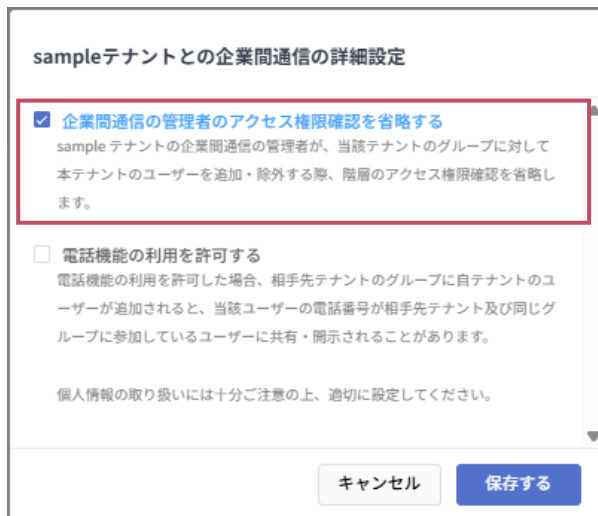 sampleテナントとの企業間通信の詳細設定
企業間通信の管理者のアクセス権限確認を省略する
sample テナントの企業間通信の管理者が、当該テナントのグループに対して
本テナントのユーザーを追加・除外する際、階層のアクセス権限確認を省略し
ます。
電話機能の利用を許可する
電話機能の利用を許可した場合、相手先テナントのグループに自テナントのユ
ーザーが追加されると、当該ユーザーの電話番号が相手先テナント及び同じグ
ループに参加しているユーザーに共有・開示されることがあります。
個人情報の取り扱いには十分ご注意の上、適切に設定してください。
キャンセル
保存する